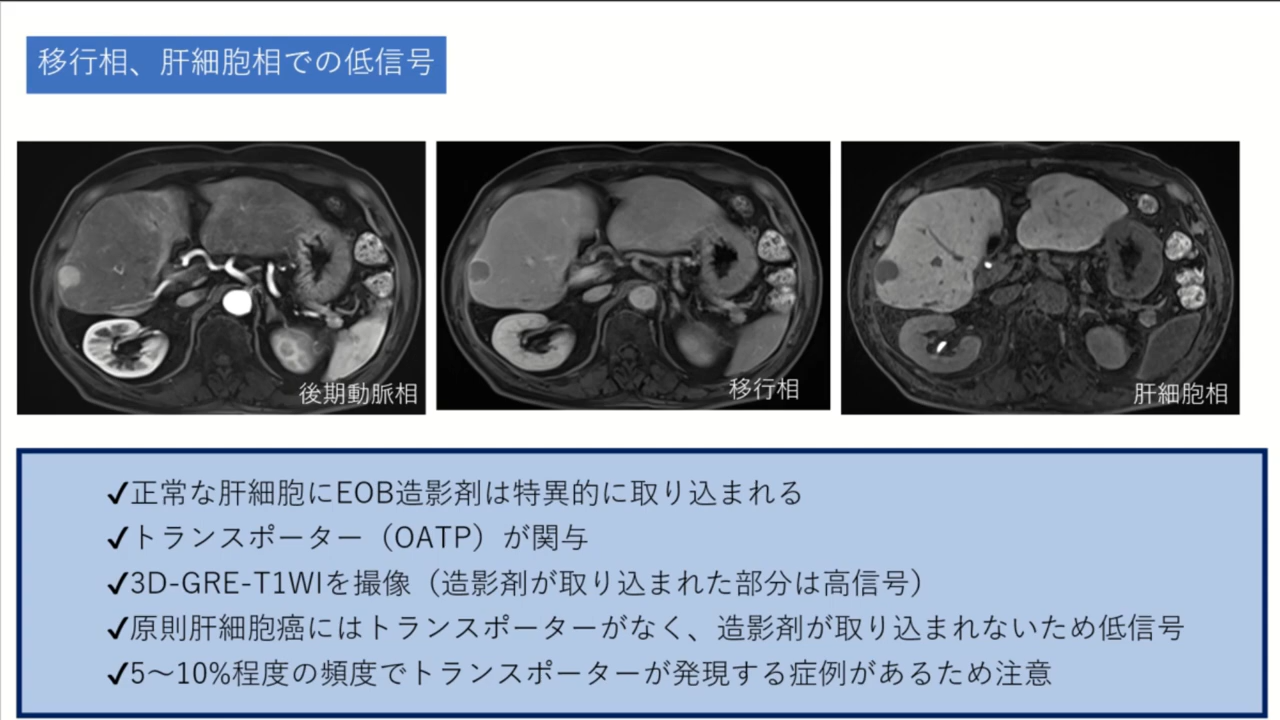 移行相、肝細胞相での低信号
後期動脈相
移行相
肝細胞相
✓正常な肝細胞にEOB造影剤は特異的に取り込まれる
✓トランスポーター（OATP）が関与
✓3D-GRE-T1WIを撮像（造影剤が取り込まれた部分は高信号）
✓原則肝細胞癌にはトランスポーターがなく、造影剤が取り込まれないため低信号
✓5～10%程度の頻度でトランスポーターが発現する症例があるため注意